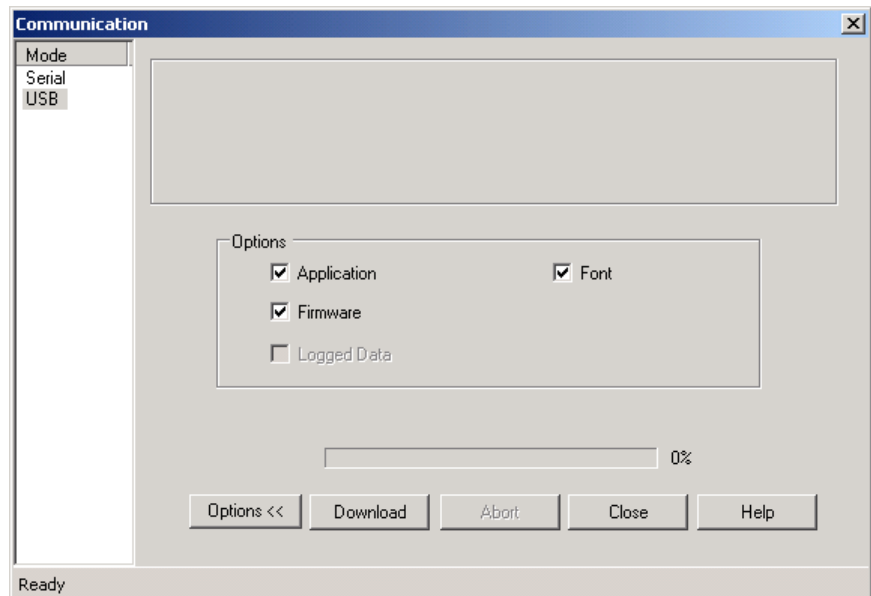 Communication
Mode
Serial
USB
Options
Application
Font
Firmware
Logged Data
0%
Options <<
Download
Abort
Close
Help
Ready